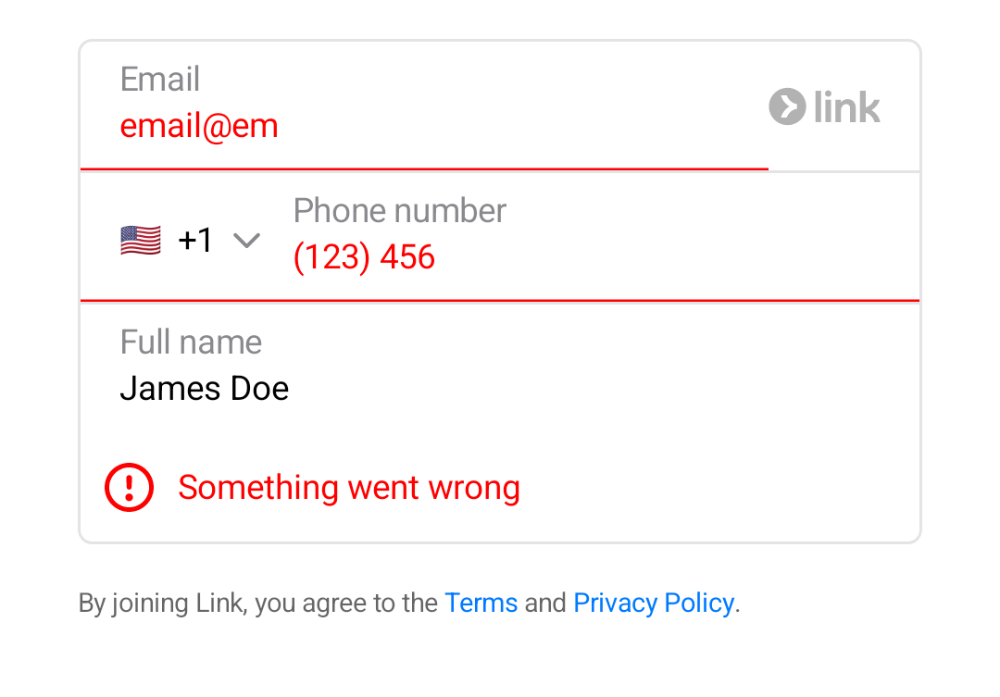 Email
link
email@em
Phone number
+1
(123) 456
Full name
James Doe
Something went wrong
By joining Link, you agree to the Terms and Privacy Policy.